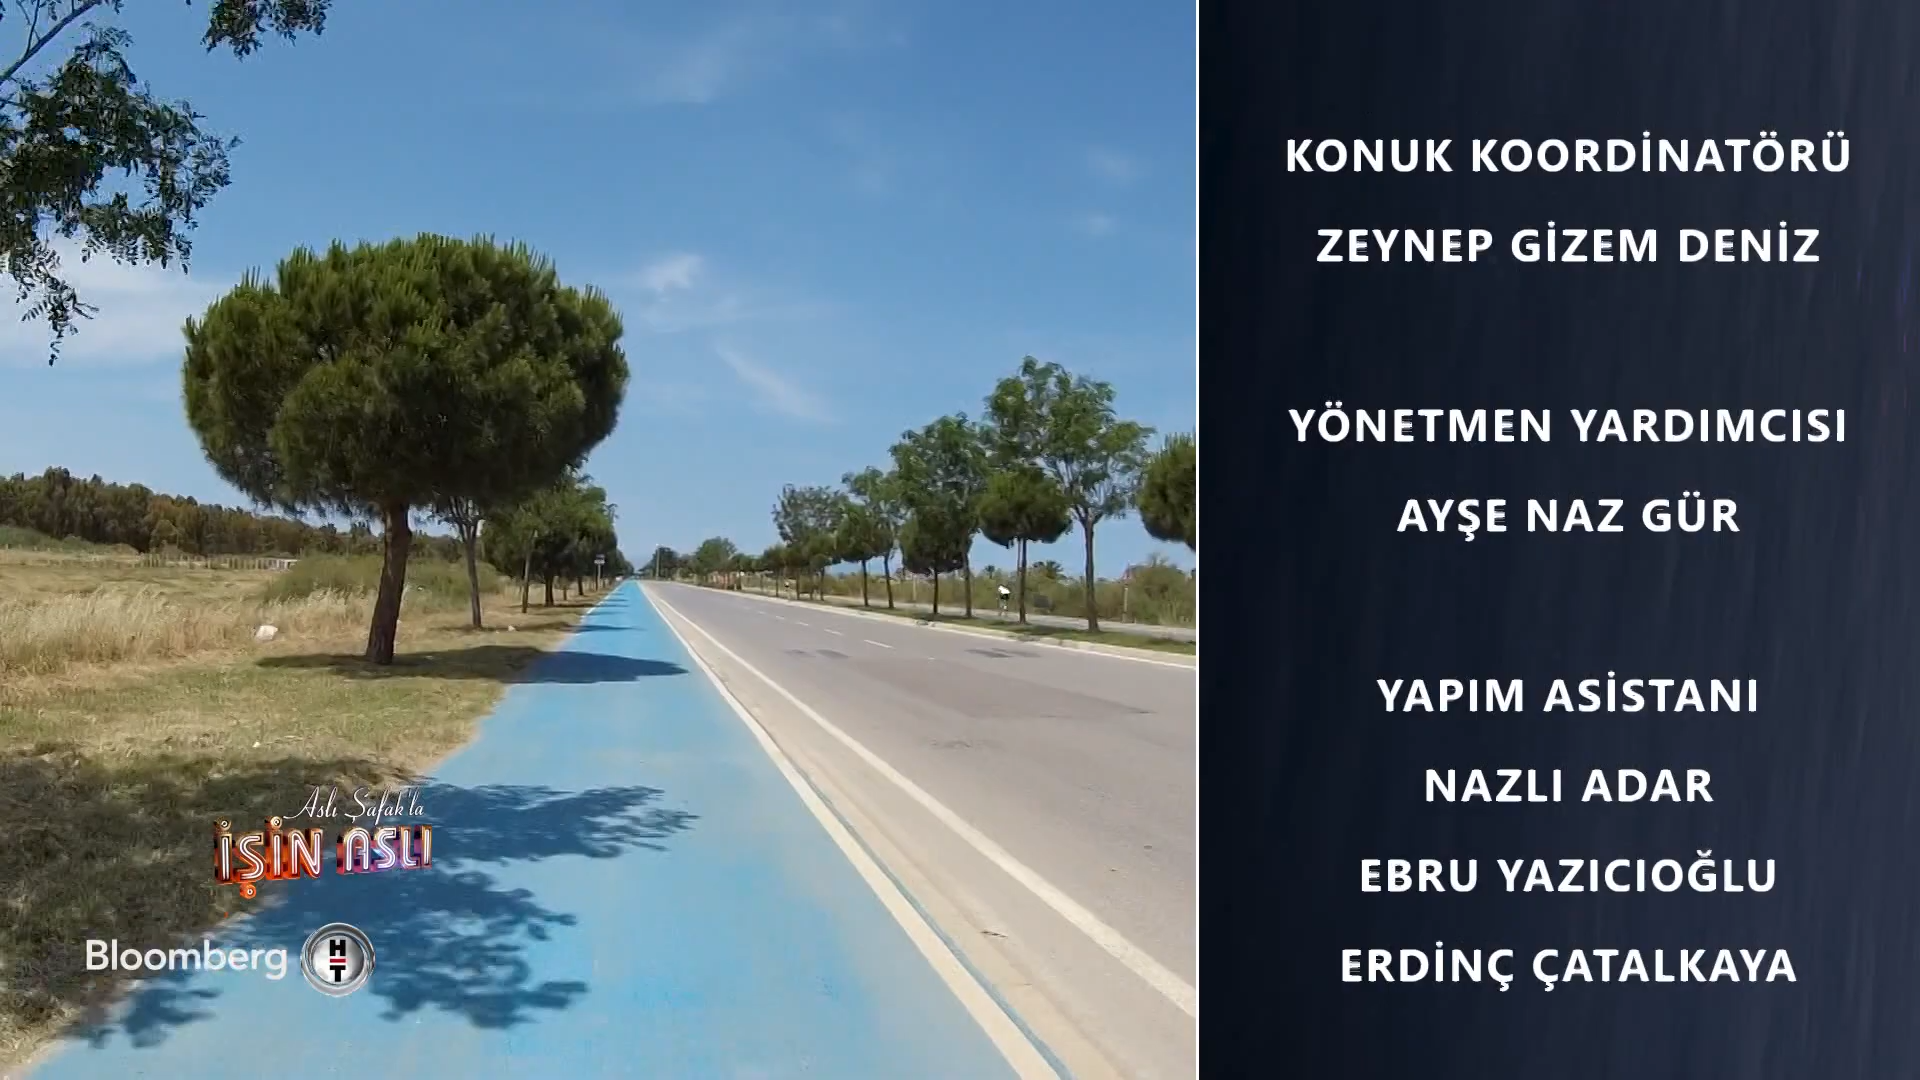 KONUK KOORDİNATÖRÜ
ZEYNEP GİZEM DENİZ
YÖNETMEN YARDIMCISI
AYŞE NAZ GÜR
YAPIM ASİSTANI
NAZLI ADAR
EBRU YAZICIOĞLU
ERDİNÇ ÇATALKAYA
Aslı Şafak'la
İŞİN ASLI
Bloomberg HT